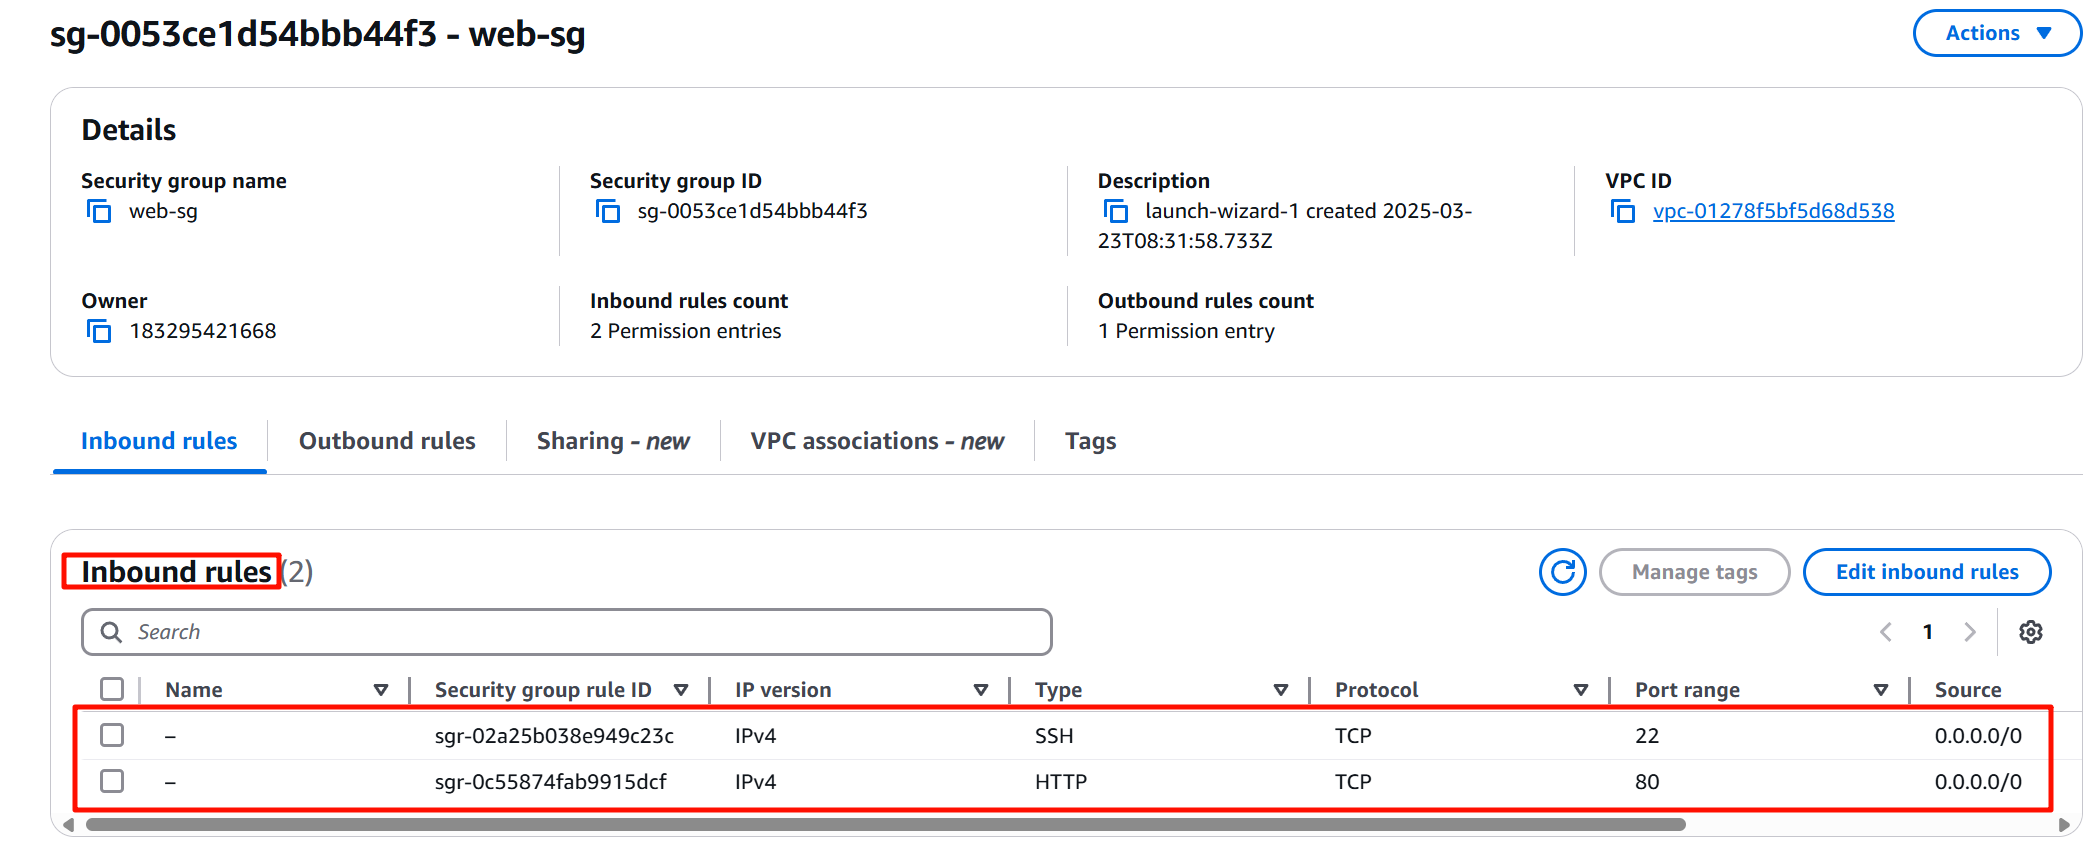 sg-0053ce1d54bbb44f3 - web-sg
Actions
Details
Security group name
web-sg
Security group ID
sg-0053ce1d54bbb44f3
Description
launch-wizard-1 created 2025-03-
23T08:31:58.733Z
VPC ID
vpc-01278f5bf5d68d538
Owner
183295421668
Inbound rules count
2 Permission entries
Outbound rules count
1 Permission entry
Inbound rules
Outbound rules
Sharing - new
VPC associations - new
Tags
Inbound rules (2)
Manage tags
Edit inbound rules
Search
1
Name Security group rule ID IP version Type Protocol Port range Source
– sgr-02a25b038e949c23c IPv4 SSH TCP 22 0.0.0.0/0
– sgr-0c55874fab9915dcf IPv4 HTTP TCP 80 0.0.0.0/0